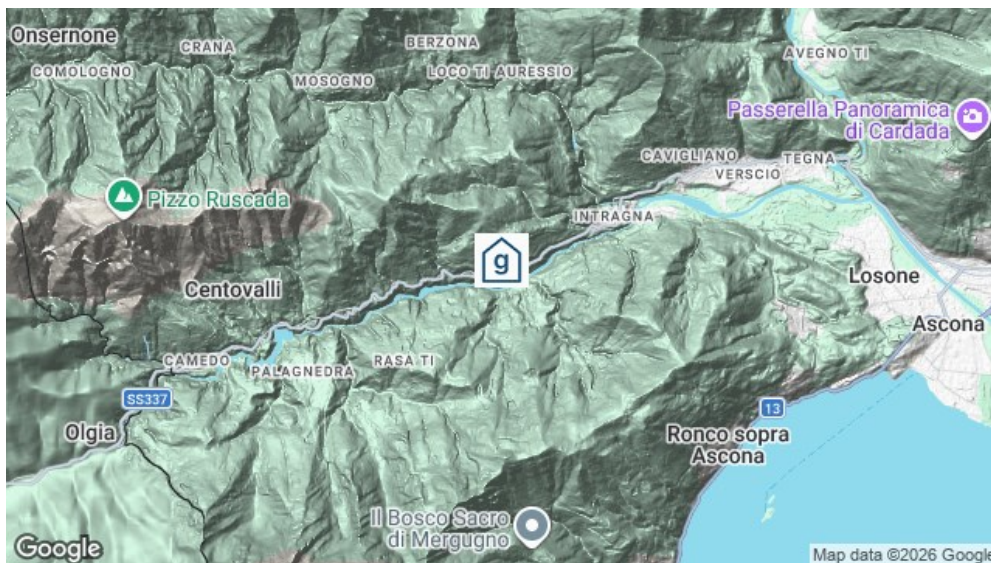 Onsernone
CRANA
BERZONA
COMOLOGNO
MOSOGNO
LOCO TI AURESSIO
AVEGNO TI
Passerella Panoramica
di Cardada
CAVIGLIANO
TEGNA
VERSCIO
Pizzo Ruscada
INTRAGNA
g
Centovalli
Losone
Ascona
CAMEDO
PALAGNEDRA
RASA TI
SS337
13
Olgia
Ronco sopra
Ascona
Il Bosco Sacro
di Mergugno
Google
Map data ©2026 Google